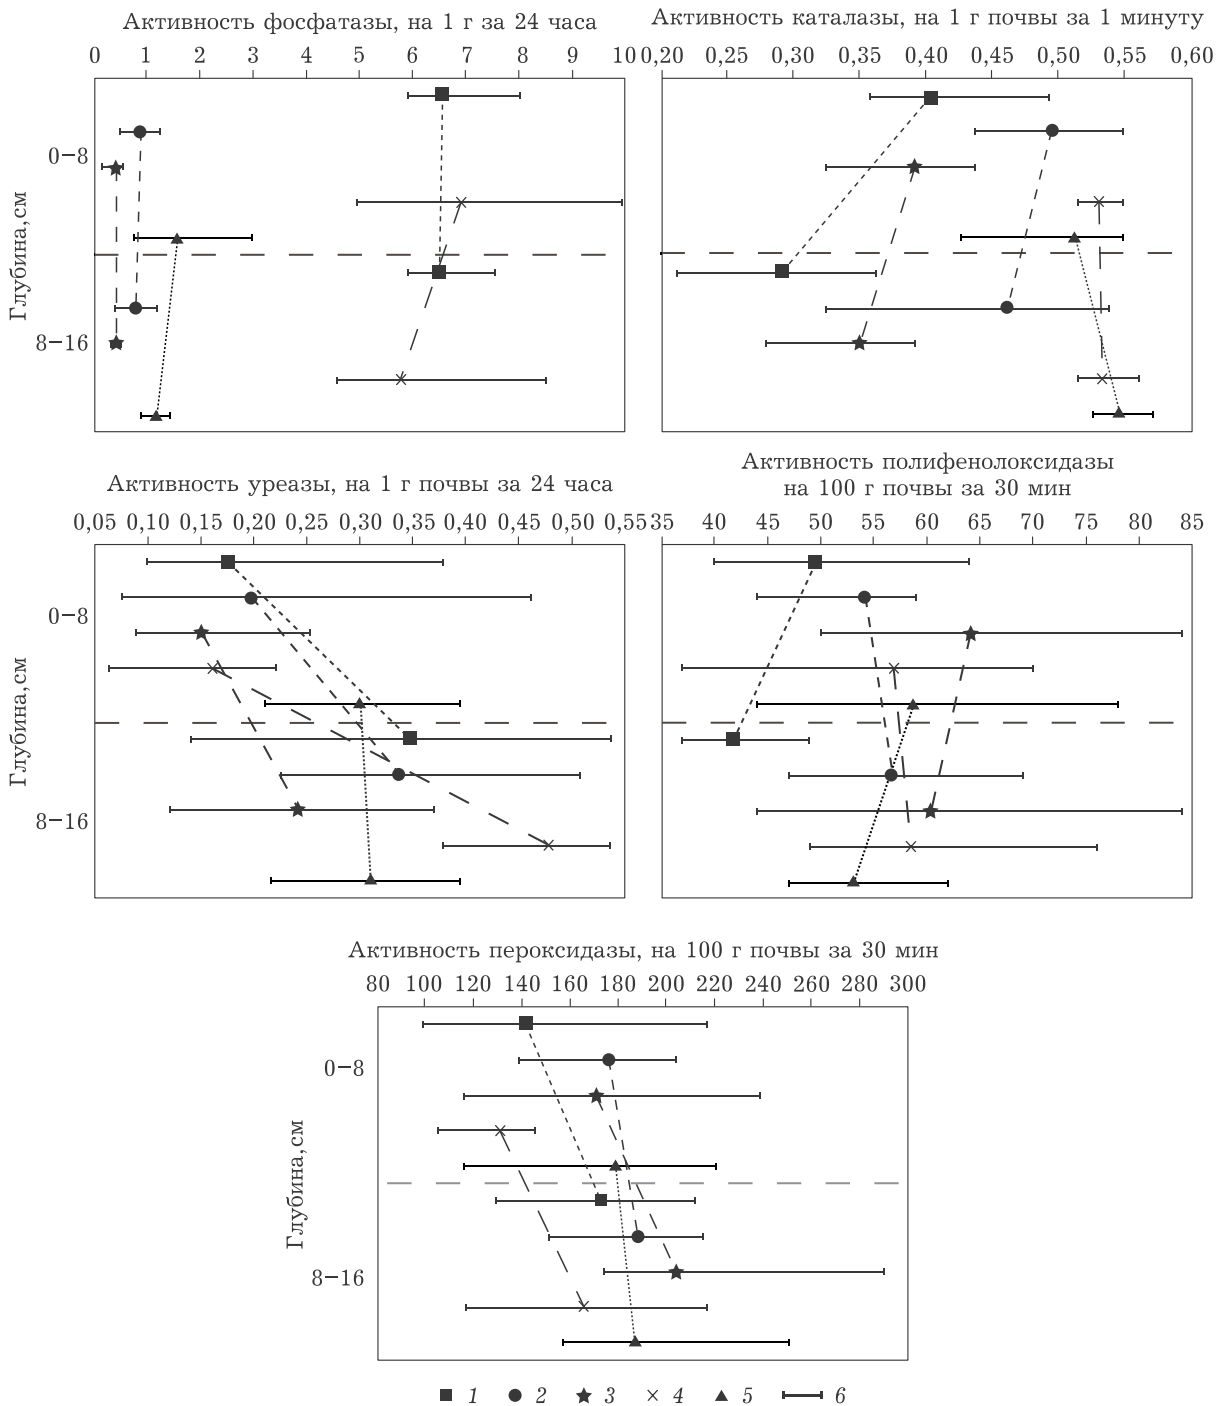 Активность фосфатазы, на 1 г за 24 часа
0 1 2 3 4 5 6 7 8 9 10
Глубина,см
0–8
8–16
Активность каталазы, на 1 г почвы за 1 минуту
0,20 0,25 0,30 0,35 0,40 0,45 0,50 0,55 0,60
Активность уреазы, на 1 г почвы за 24 часа
0,05 0,10 0,15 0,20 0,25 0,30 0,35 0,40 0,45 0,50 0,55
Глубина,см
0–8
8–16
Активность полифенолоксидазы
на 100 г почвы за 30 мин
35 40 45 50 55 60 65 70 75 80 85
Активность пероксидазы, на 100 г почвы за 30 мин
80 100 120 140 160 180 200 220 240 260 280 300
Глубина,см
0–8
8–16
1 2 3 4 5 6